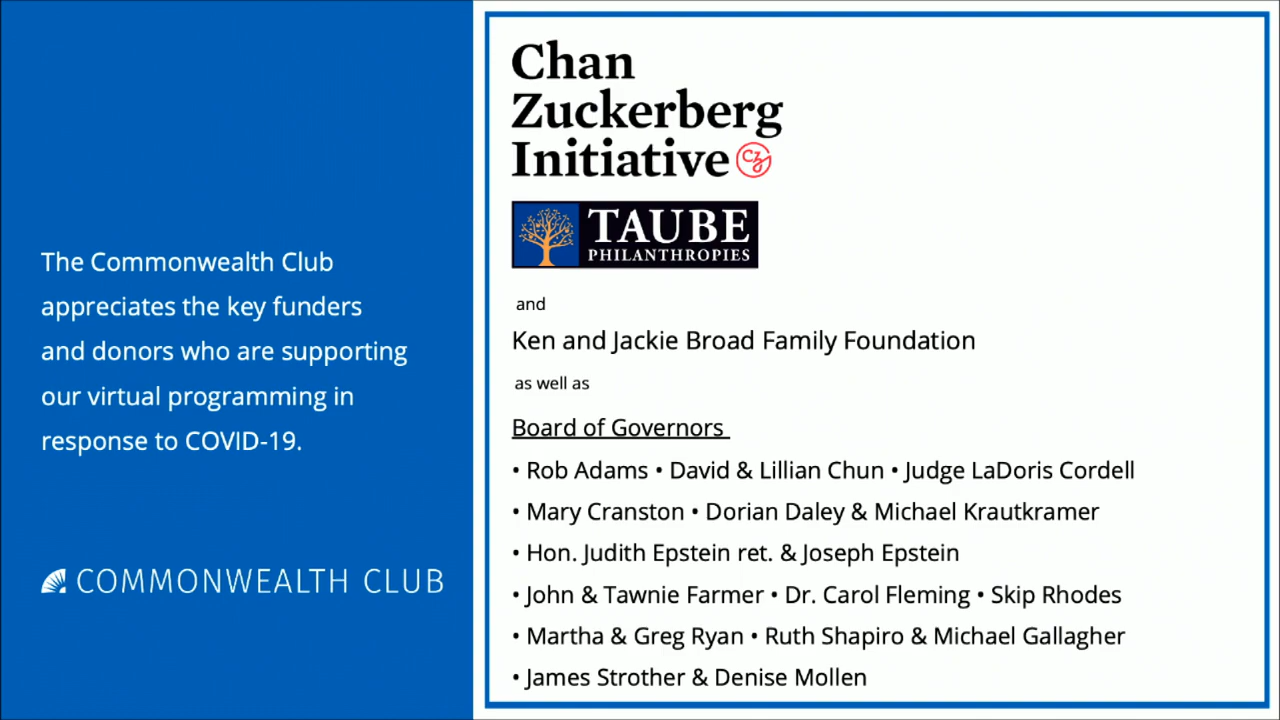 The Commonwealth Club
appreciates the key funders
and donors who are supporting
our virtual programming in
response to COVID-19.
COMMONWEALTH CLUB
Chan
Zuckerberg
Initiative
CZI
TAUBE
PHILANTHROPIES
and
Ken and Jackie Broad Family Foundation
as well as
Board of Governors
• Rob Adams • David & Lillian Chun • Judge LaDoris Cordell
• Mary Cranston • Dorian Daley & Michael Krautkramer
• Hon. Judith Epstein ret. & Joseph Epstein
• John & Tawnie Farmer • Dr. Carol Fleming • Skip Rhodes
• Martha & Greg Ryan • Ruth Shapiro & Michael Gallagher
• James Strother & Denise Mollen